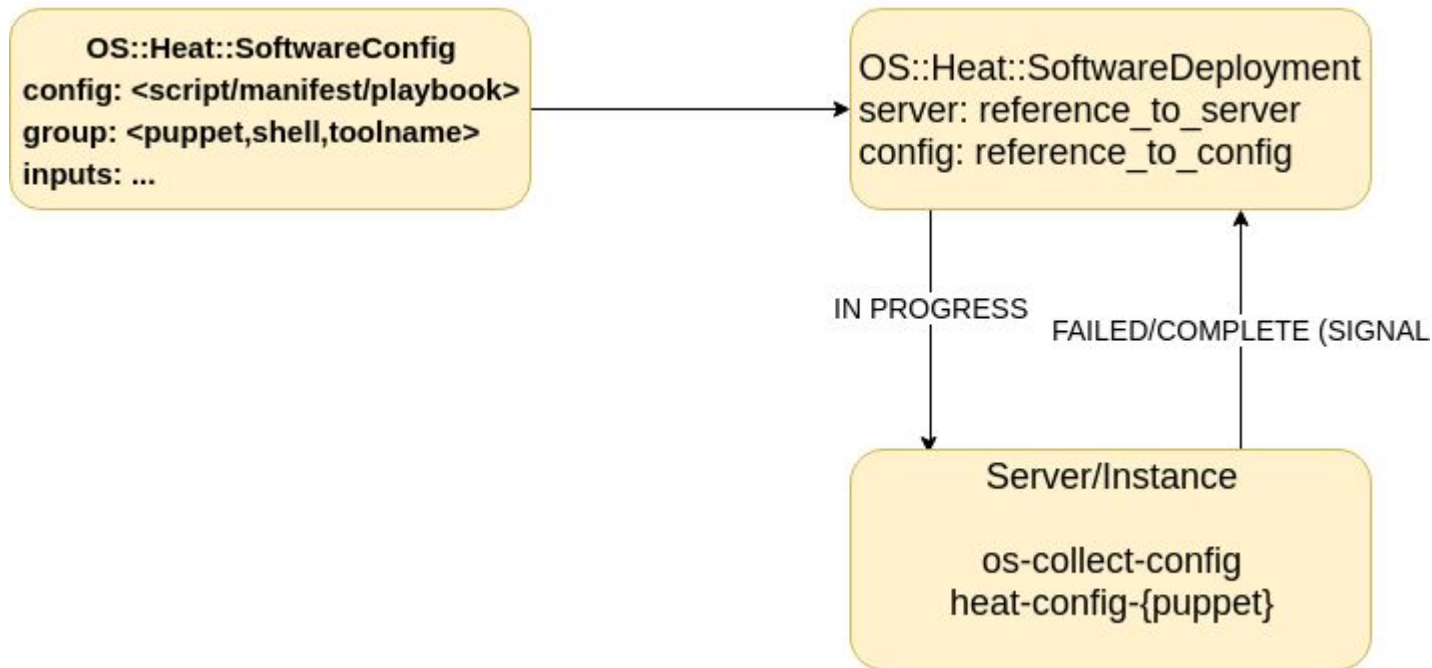 OS::Heat::SoftwareConfig
config: <script/manifest/playbook>
group: <puppet,shell,toolname>
inputs: ...
OS::Heat::SoftwareDeployment
server: reference_to_server
config: reference_to_config
IN PROGRESS
FAILED/COMPLETE (SIGNAL
Server/Instance
os-collect-config
heat-config-{puppet}